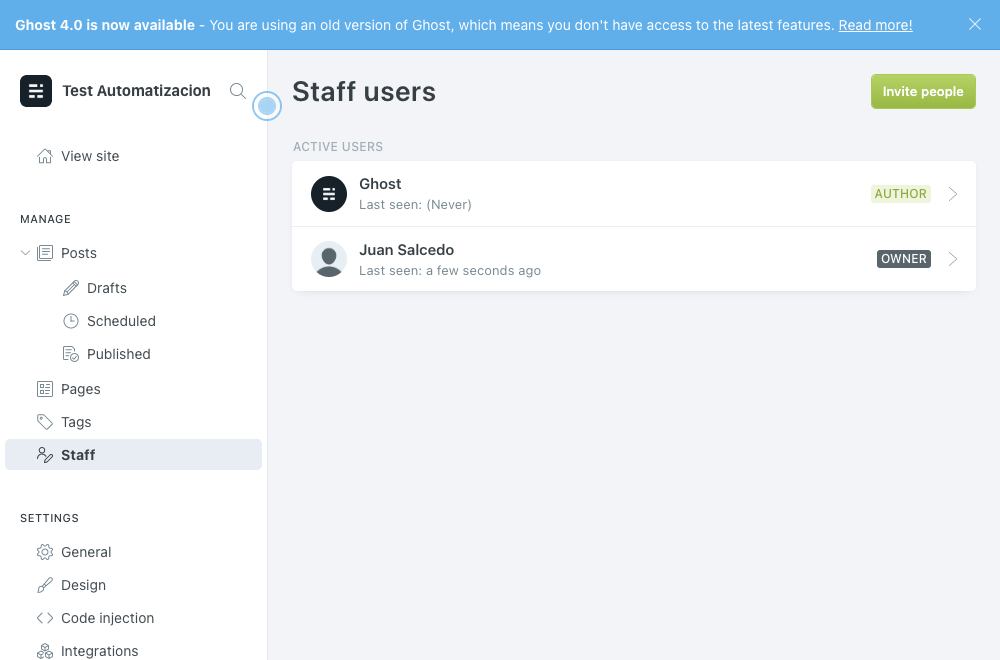 Ghost 4.0 is now available - You are using an old version of Ghost, which means you don't have access to the latest features. Read more!
Test Automatizacion
View site
MANAGE
Posts
Drafts
Scheduled
Published
Pages
Tags
Staff
SETTINGS
General
Design
Code injection
Integrations
Staff users
Invite people
ACTIVE USERS
Ghost
Last seen: (Never)
AUTHOR
Juan Salcedo
Last seen: a few seconds ago
OWNER